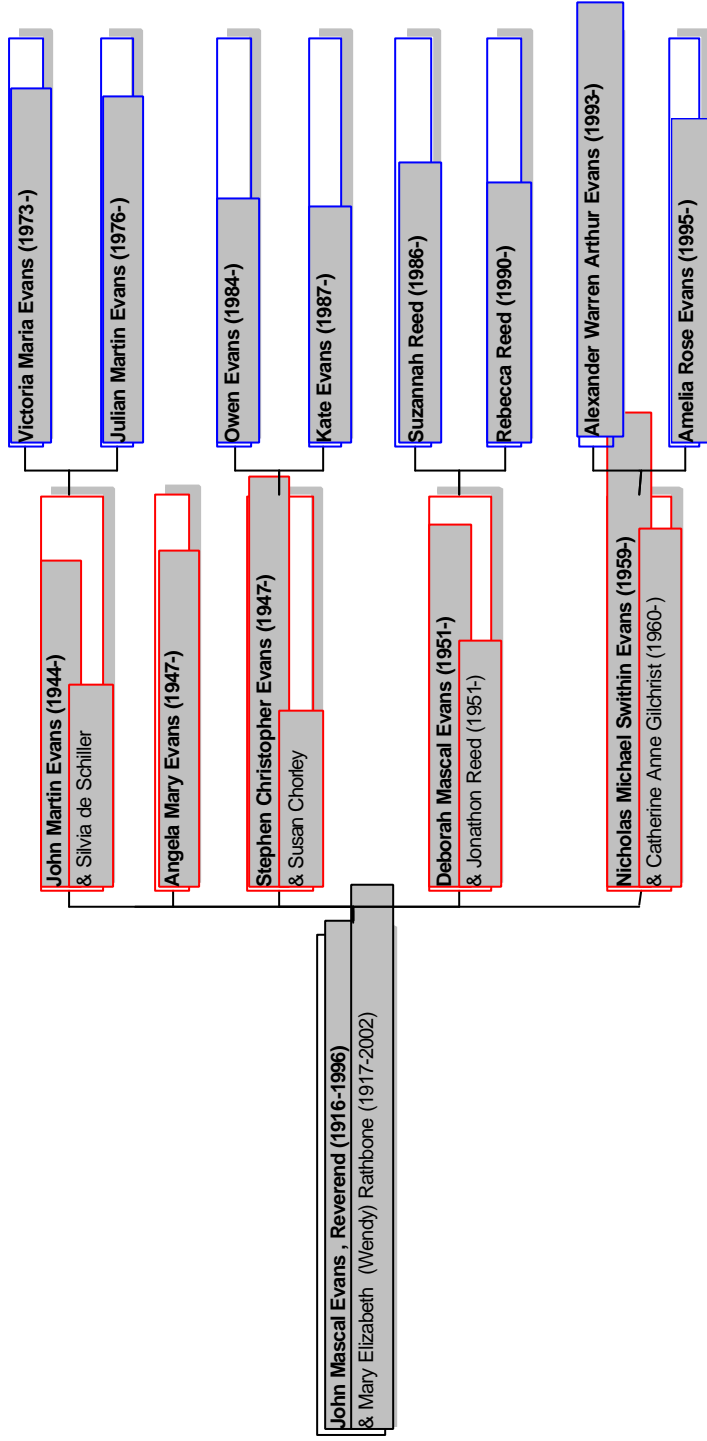 John Mascal Evans , Reverend (1916-1996)
& Mary Elizabeth  (Wendy) Rathbone (1917-2002)
John Martin Evans (1944-)
& Silvia de Schiller
Victoria Maria Evans (1973-)
Julian Martin Evans (1976-)
Angela Mary Evans (1947-)
Stephen Christopher Evans (1947-)
& Susan Chorley
Owen Evans (1984-)
Kate Evans (1987-)
Deborah Mascal Evans (1951-)
& Jonathon Reed (1951-)
Suzannah Reed (1986-)
Rebecca Reed (1990-)
Nicholas Michael Swithin Evans (1959-)
& Catherine Anne Gilchrist (1960-)
Alexander Warren Arthur Evans (1993-)
Amelia Rose Evans (1995-)